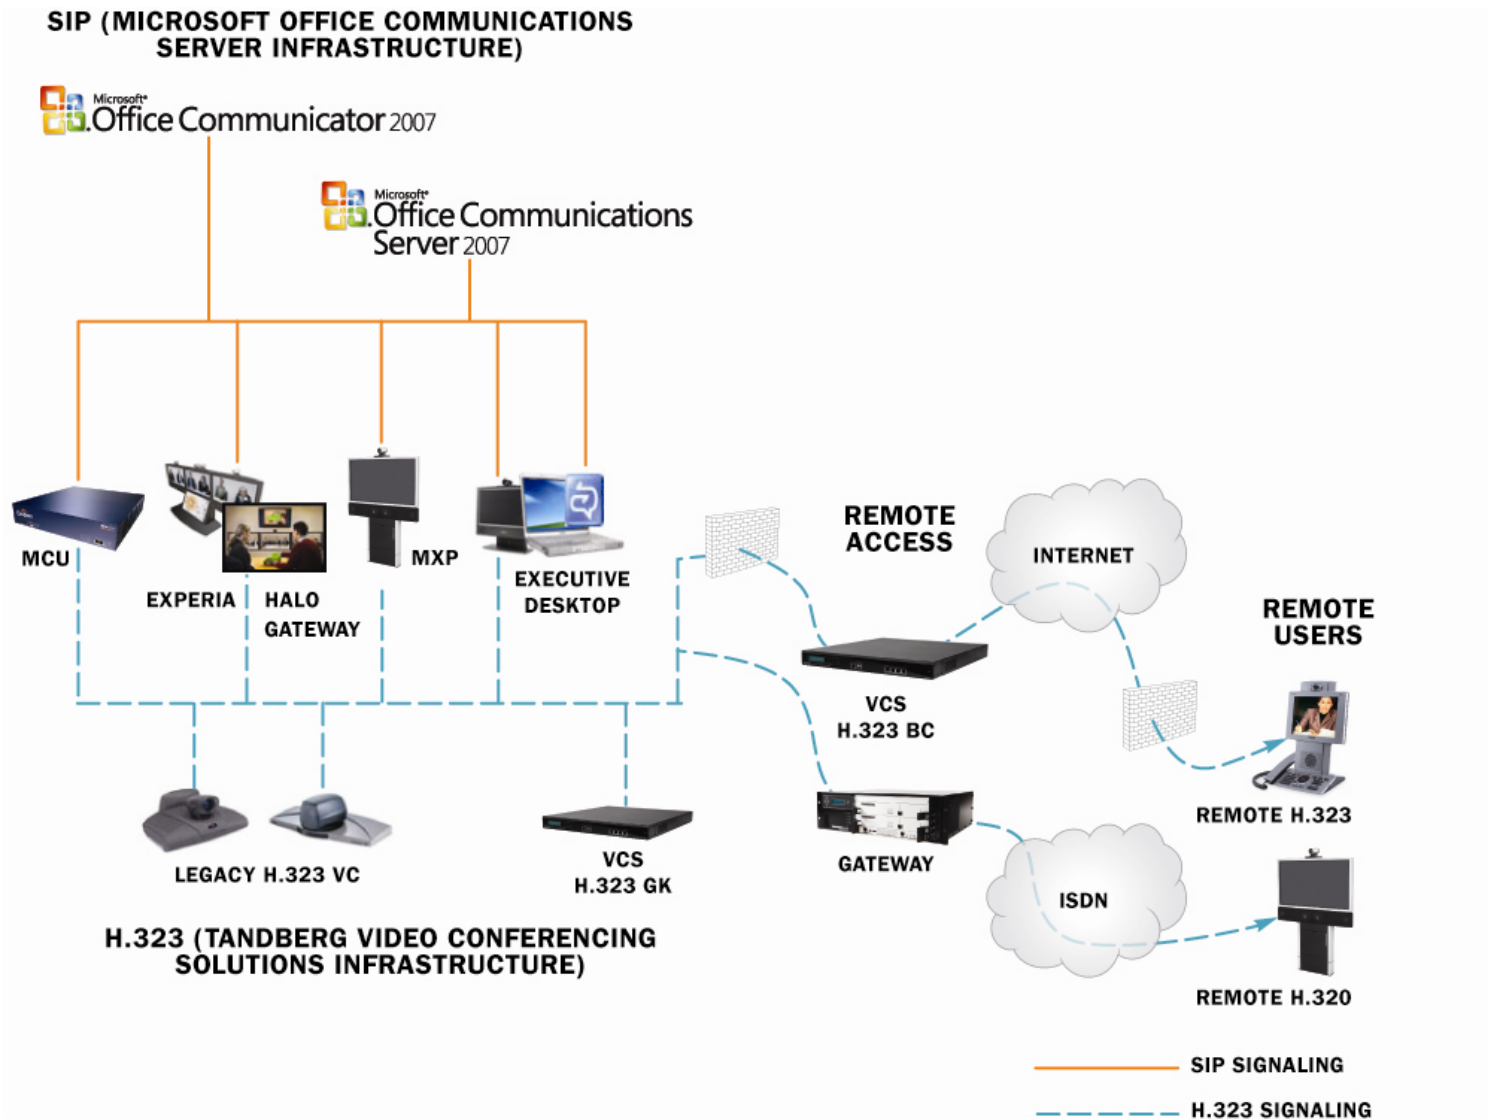 SIP (MICROSOFT OFFICE COMMUNICATIONS
SERVER INFRASTRUCTURE)
Microsoft®
Office Communicator 2007
Microsoft®
Office Communications
Server 2007
MCU
EXPERIA
HALO
GATEWAY
MXP
EXECUTIVE
DESKTOP
REMOTE
ACCESS
INTERNET
REMOTE
USERS
VCS
H.323 BC
REMOTE H.323
LEGACY H.323 VC
VCS
H.323 GK
GATEWAY
ISDN
REMOTE H.320
H.323 (TANDBERG VIDEO CONFERENCING
SOLUTIONS INFRASTRUCTURE)
SIP SIGNALING
H.323 SIGNALING